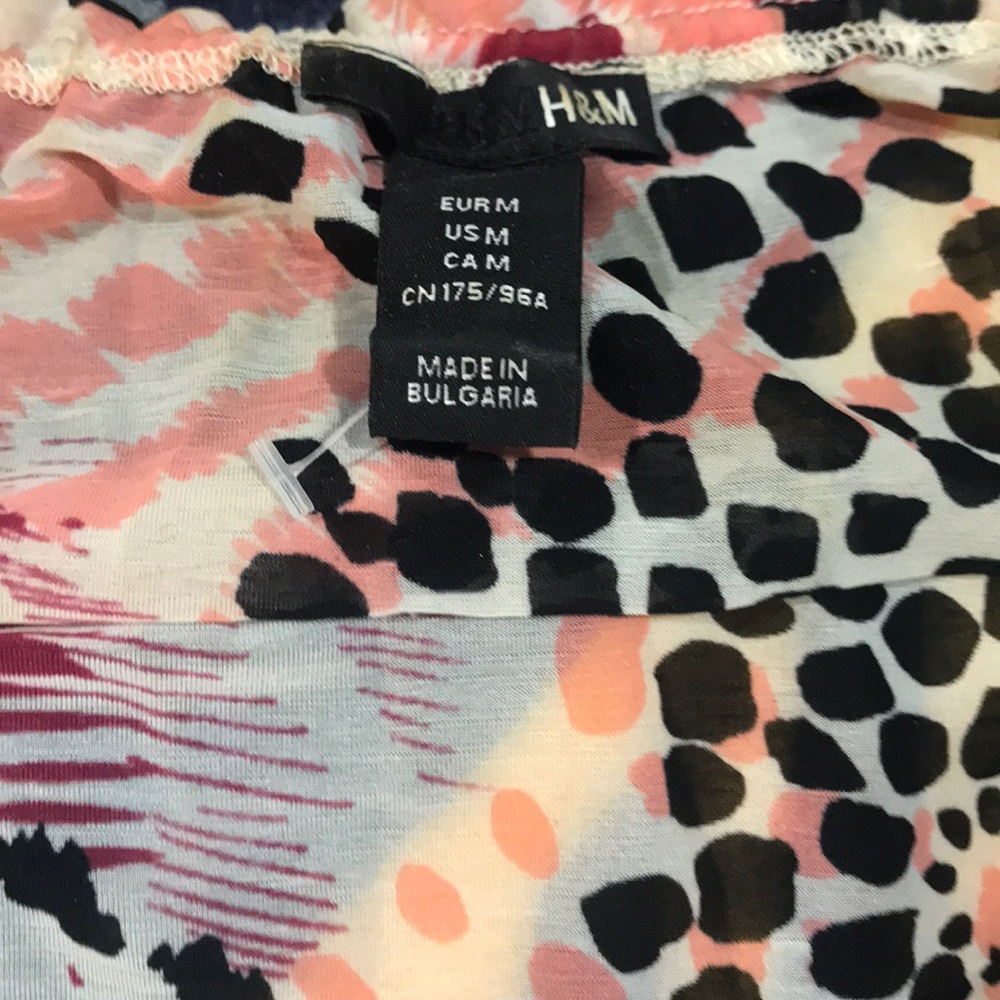 H&M
EUR M
US M
CA M
CN 175/96A
MADE IN
BULGARIA